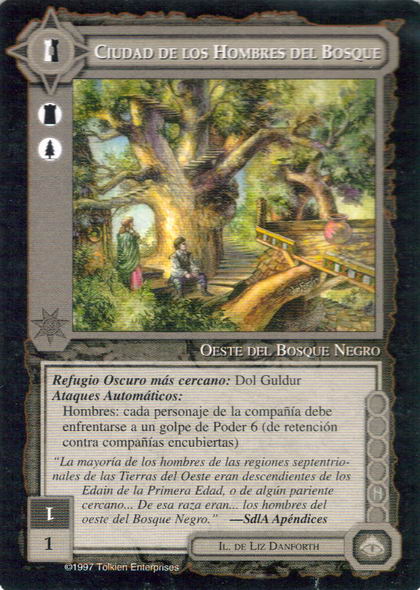 Ciudad de los Hombres del Bosque
Oeste del Bosque Negro
Refugio Oscuro más cercano: Dol Guldur
Ataques Automáticos:
Hombres: cada personaje de la compañía debe
enfrentarse a un golpe de Poder 6 (de retención
contra compañías encubiertas)
“La mayoría de los hombres de las regiones septentrio-
nales de las Tierras del Oeste eran descendientes de los
Edain de la Primera Edad, o de algún pariente
cercano... De esa raza eran... los hombres del
oeste del Bosque Negro.” —SdlA Apéndices
1
Il. de Liz Danforth
©1997 Tolkien Enterprises